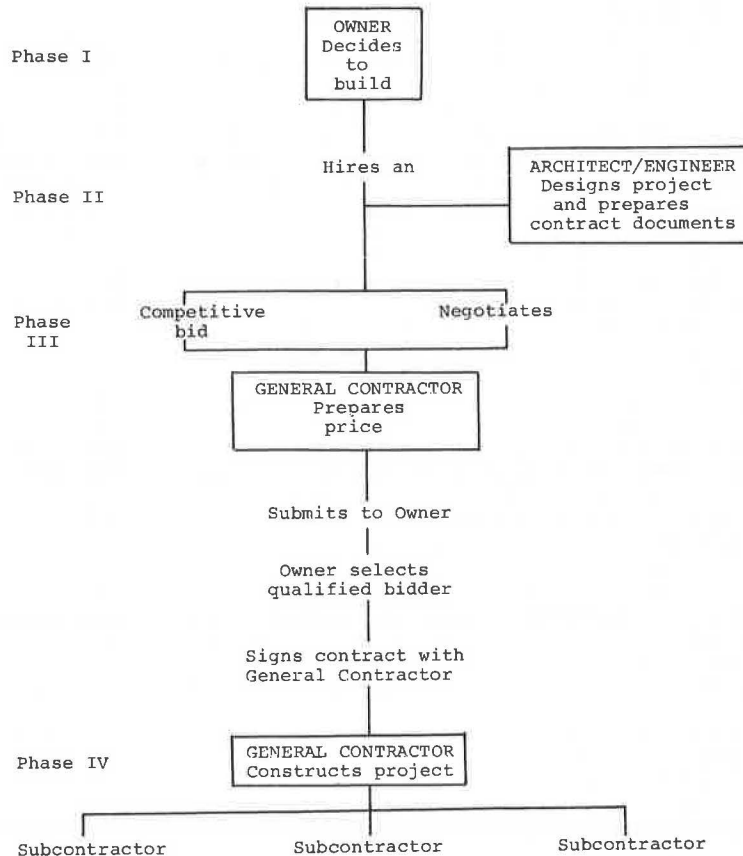 Phase I
OWNER
Decides
to
build
Hires an
Phase II
ARCHITECT/ENGINEER
Designs project
and prepares
contract documents
Phase
III
Competitive
bid
Negotiates
GENERAL CONTRACTOR
Prepares
price
Submits to Owner
Owner selects
qualified bidder
Signs contract with
General Contractor
Phase IV
GENERAL CONTRACTOR
Constructs project
Subcontractor
Subcontractor
Subcontractor